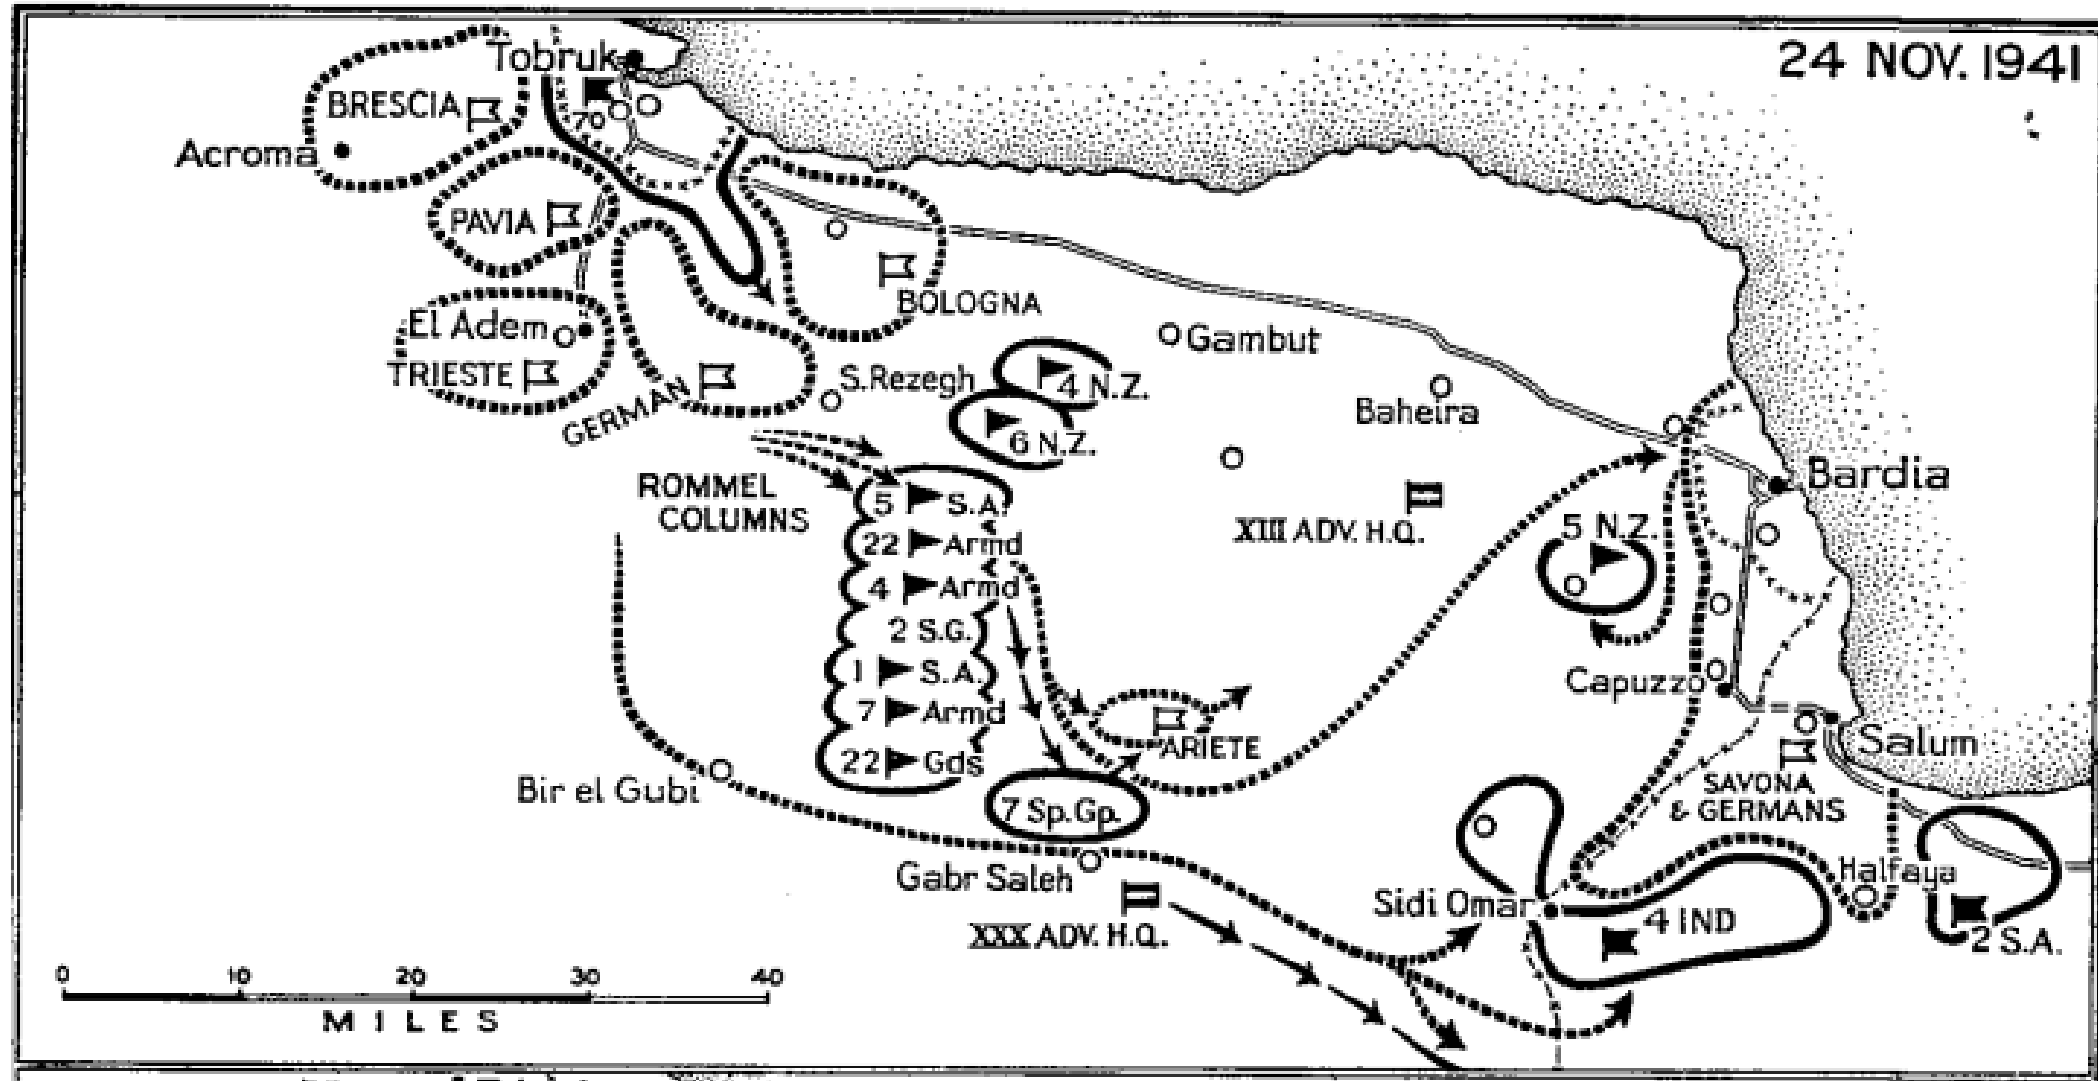 24 NOV. 1941
Tobruk
BRESCIA
70
Acroma
PAVIA
BOLOGNA
El Adem
TRIESTE
GERMAN
S.Rezegh
4 N.Z.
6 N.Z.
Gambut
Baheira
Bardia
ROMMEL
COLUMNS
5 S.A.
22 Armd
4 Armd
2 S.G.
1 S.A.
7 Armd
22 Gds
XIII ADV. H.Q.
5 N.Z.
Capuzzo
ARIETE
Salum
SAVONA
& GERMANS
Bir el Gubi
7 Sp.Gp.
Gabr Saleh
XXX ADV. H.Q.
Sidi Omar
4 IND
Halfaya
2 S.A.
0 10 20 30 40
MILES